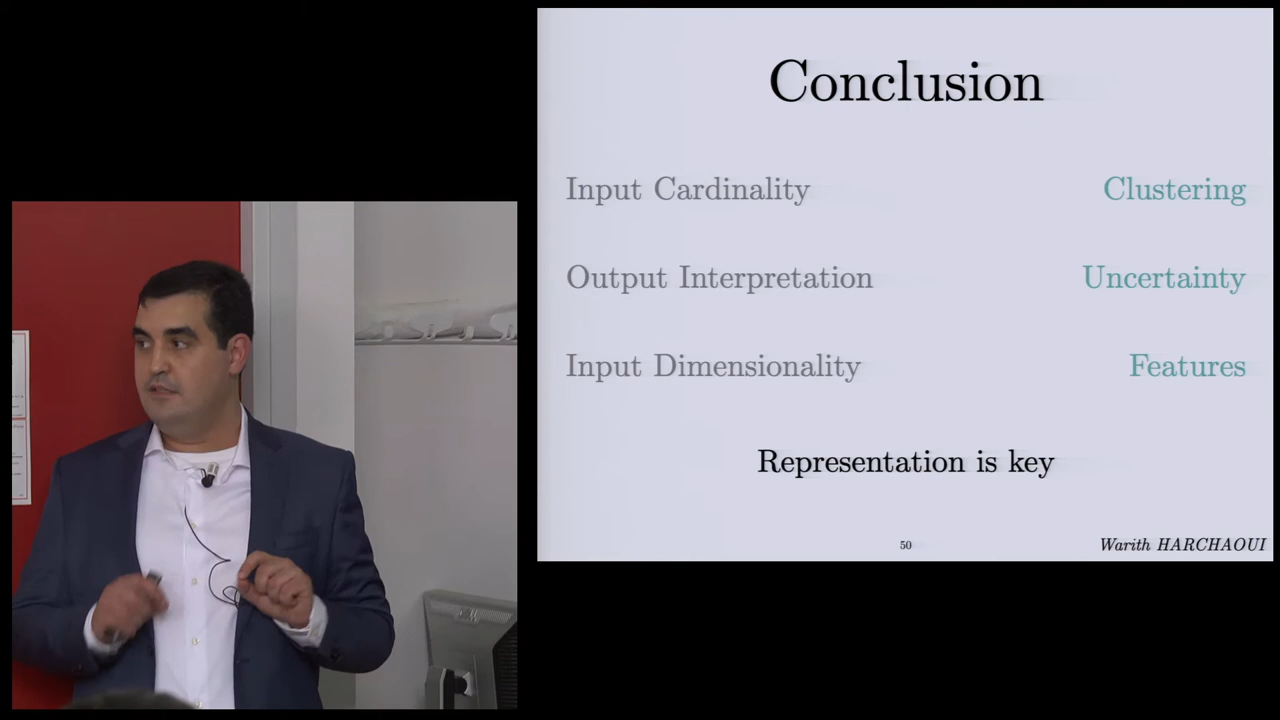 Conclusion
Input Cardinality Clustering
Output Interpretation Uncertainty
Input Dimensionality Features
Representation is key
50 Warith HARCHAOUI